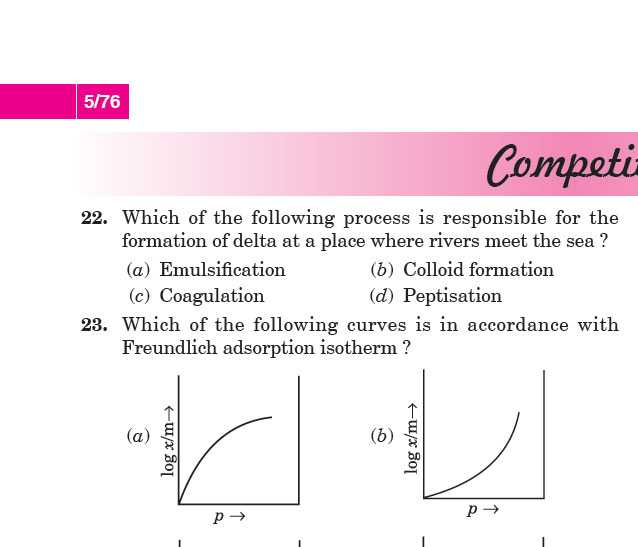 5/76
Competi
22. Which of the following process is responsible for the
formation of delta at a place where rivers meet the sea ?
(a) Emulsification (b) Colloid formation
(c) Coagulation (d) Peptisation
23. Which of the following curves is in accordance with
Freundlich adsorption isotherm ?
(a) log x/m→ p → (b) log x/m→ p →